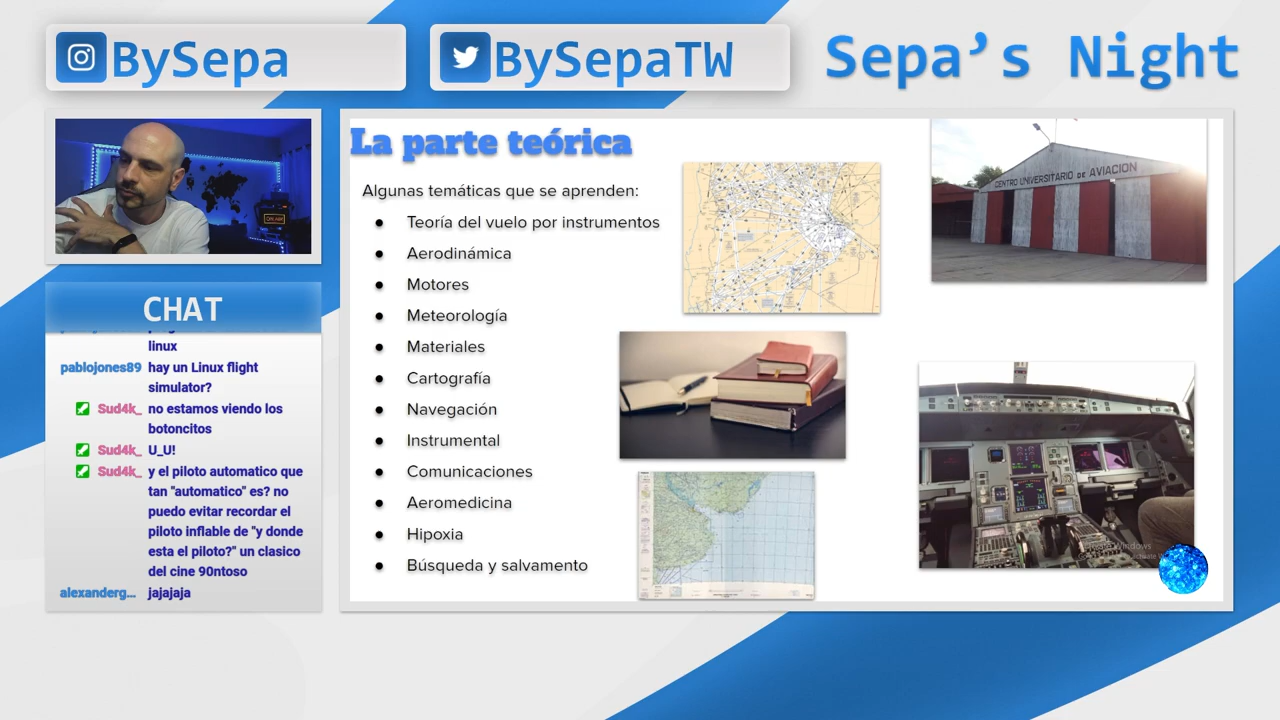 BySepa
BySepaTW
Sepa’s Night
La parte teórica
Algunas temáticas que se aprenden:
● Teoría del vuelo por instrumentos
● Aerodinámica
● Motores
● Meteorología
● Materiales
● Cartografía
● Navegación
● Instrumental
● Comunicaciones
● Aeromedicina
● Hipoxia
● Búsqueda y salvamento
CENTRO UNIVERSITARIO DE AVIACION
ON AIR
CHAT
linux
pablojones89 hay un Linux flight
simulator?
Sud4k_ no estamos viendo los
botoncitos
Sud4k_ U_U!
Sud4k_ y el piloto automatico que
tan "automatico" es? no
puedo evitar recordar el
piloto inflable de "y donde
esta el piloto?" un clasico
del cine 90ntoso
alexanderg... jajajaja